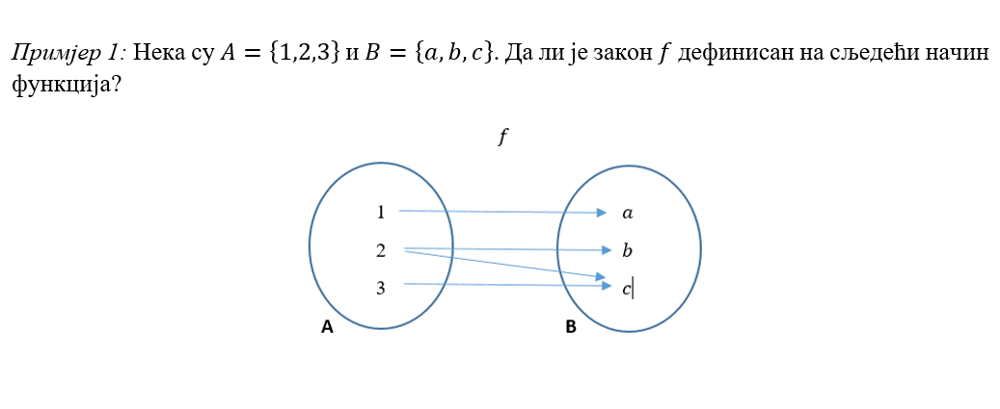 Примјер 1: Нека су A = {1,2,3} и B = {a, b, c}. Да ли је закон f дефинисан на сљедећи начин
функција?
f
1 a
2 b
3 c
A B